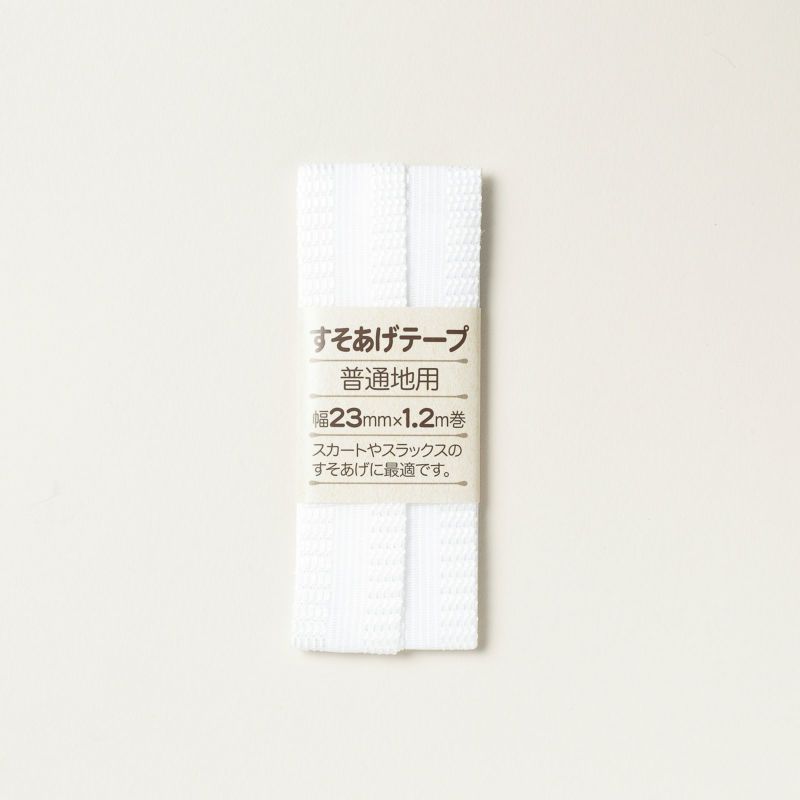 すそあげテープ
普通地用
幅23mm×1.2m巻
スカートやスラックスの
すそあげに最適です。